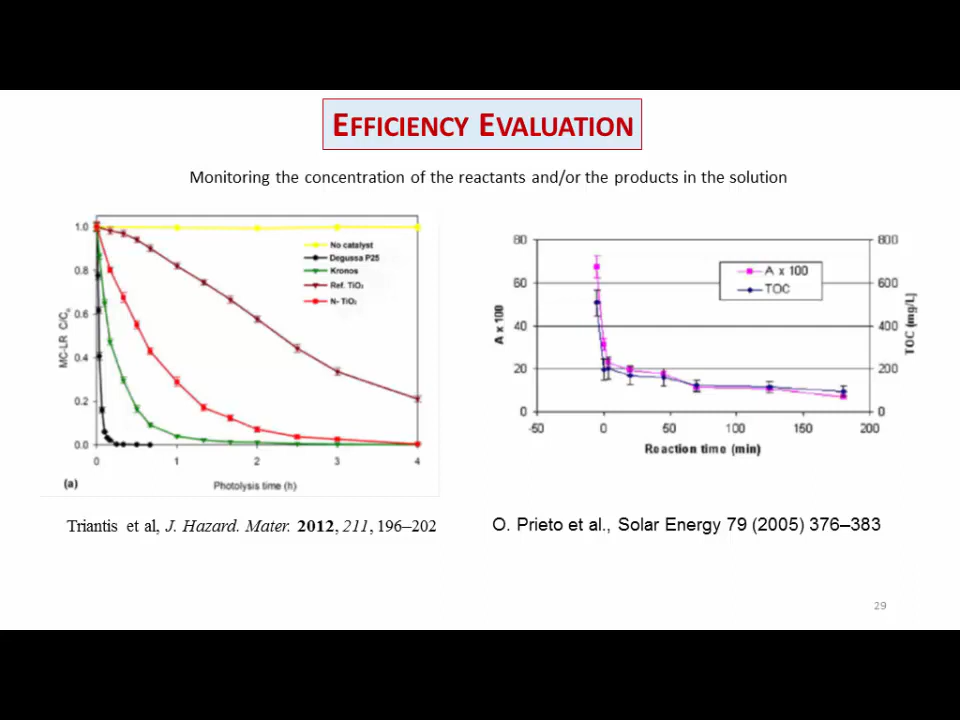 EFFICIENCY EVALUATION
Monitoring the concentration of the reactants and/or the products in the solution
MC-LR C/C₀
1.0
0.8
0.6
0.4
0.2
0.0
No catalyst
Degussa P25
Kronos
Ref. TiO₂
N- TiO₂
0 1 2 3 4
(a)
Photolysis time (h)
A x 100
80
60
40
20
0
A x 100
TOC
800
600
400
200
0
TOC (mg/L)
-50 0 50 100 150 200
Reaction time (min)
Triantis et al, J. Hazard. Mater. 2012, 211, 196–202
O. Prieto et al., Solar Energy 79 (2005) 376–383
29